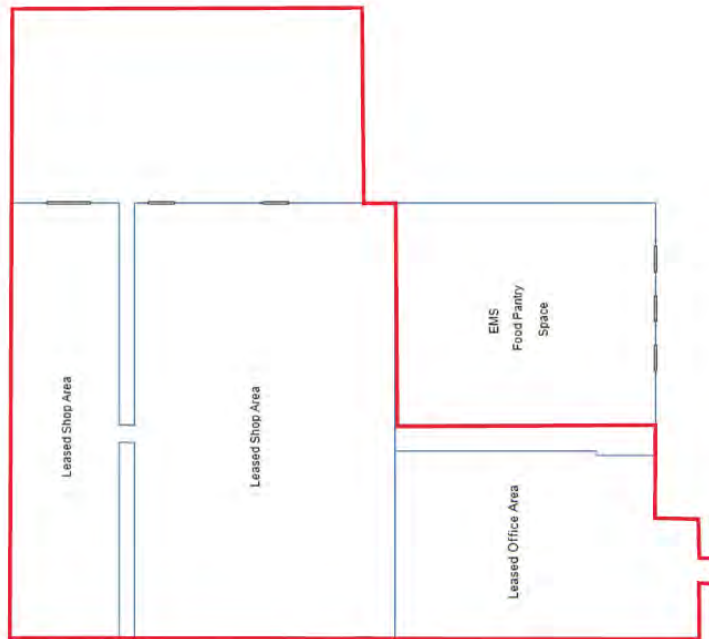 Leased Shop Area
Leased Shop Area
EMS
Food Pantry
Space
Leased Office Area